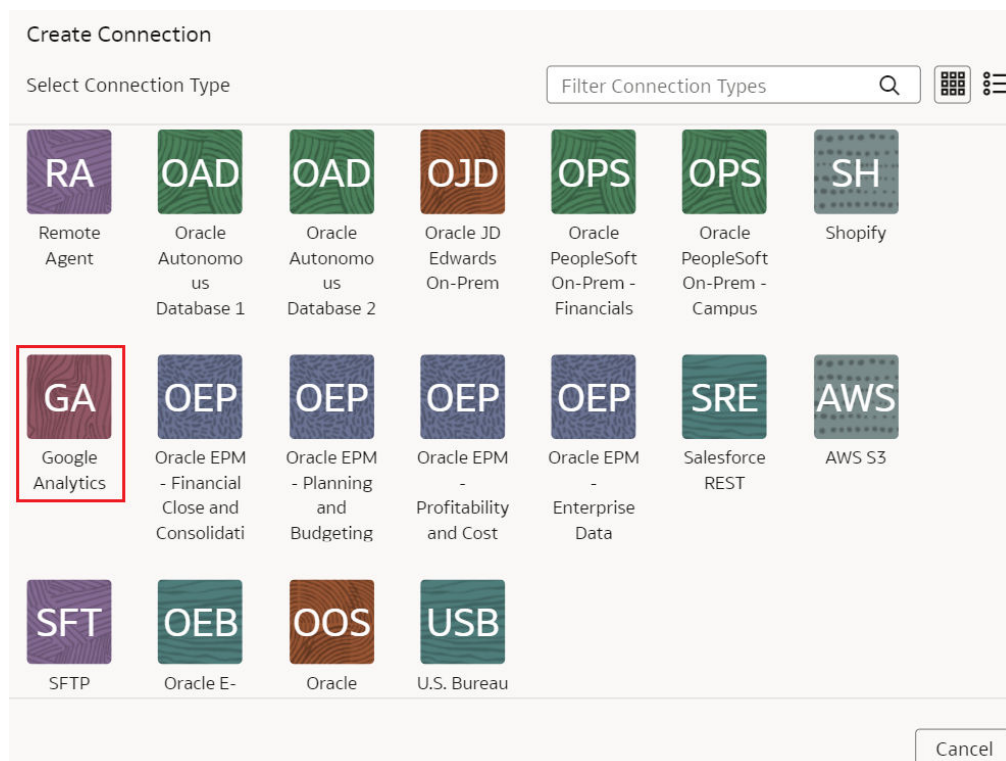 Create Connection
Select Connection Type
Filter Connection Types
RA
OAD
OAD
OJD
OPS
OPS
SH
Remote
Agent
Oracle
Autonomo
us
Database 1
Oracle
Autonomo
us
Database 2
Oracle JD
Edwards
On-Prem
Oracle
PeopleSoft
On-Prem -
Financials
Oracle
PeopleSoft
On-Prem -
Campus
Shopify
GA
OEP
OEP
OEP
OEP
SRE
AWS
Google
Analytics
Oracle EPM
- Financial
Close and
Consolidati
Oracle EPM
- Planning
and
Budgeting
Oracle EPM
-
Profitability
and Cost
Oracle EPM
-
Enterprise
Data
Salesforce
REST
AWS S3
SFT
OEB
OOS
USB
SFTP
Oracle E-
Oracle
U.S. Bureau
Cancel